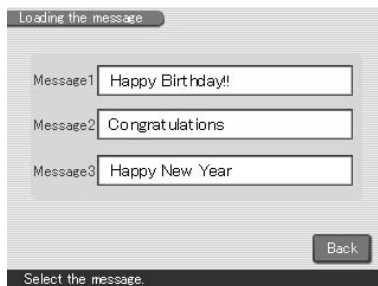 Loading the message
Message1 Happy Birthday!!
Message2 Congratulations
Message3 Happy New Year
Back
Select the message.